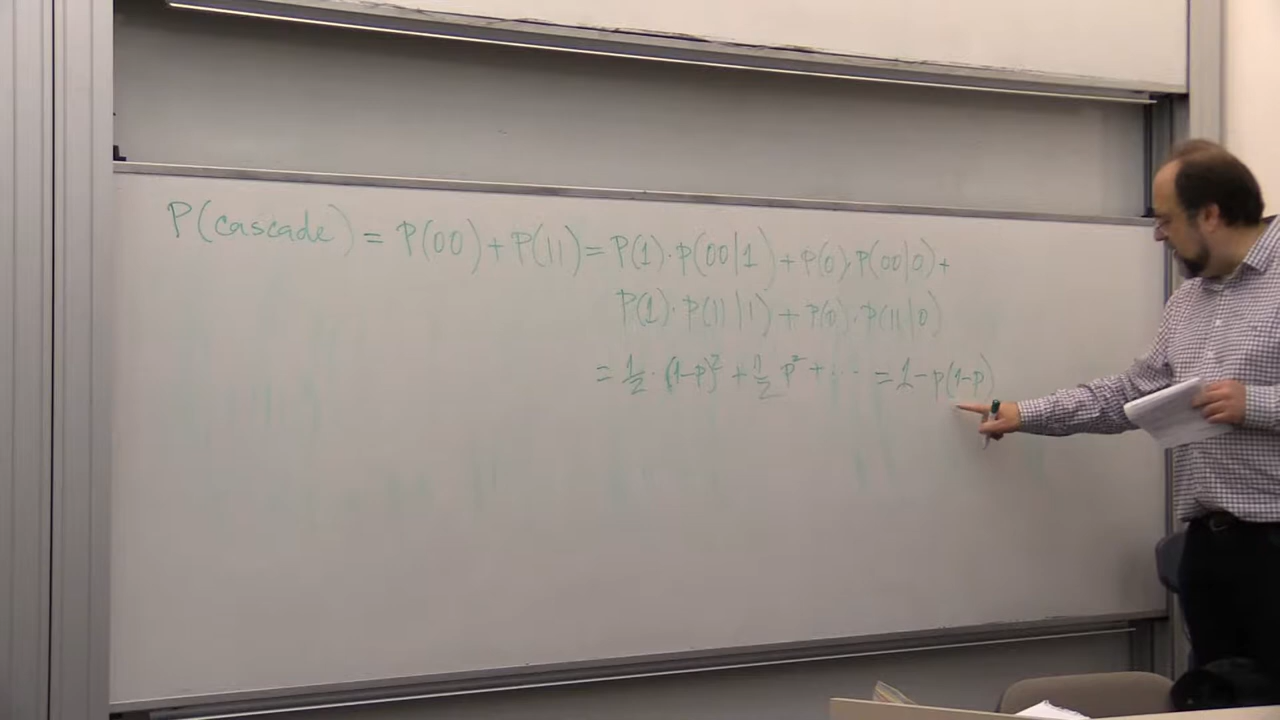 P(cascade) = P(00) + P(11) = P(1)·P(00|1) + P(0)·P(00|0) +
P(1)·P(11|1) + P(0)·P(11|0)
= 1/2 · (1-p)² + 1/2 p² + ··· = 1 - p(1-p)